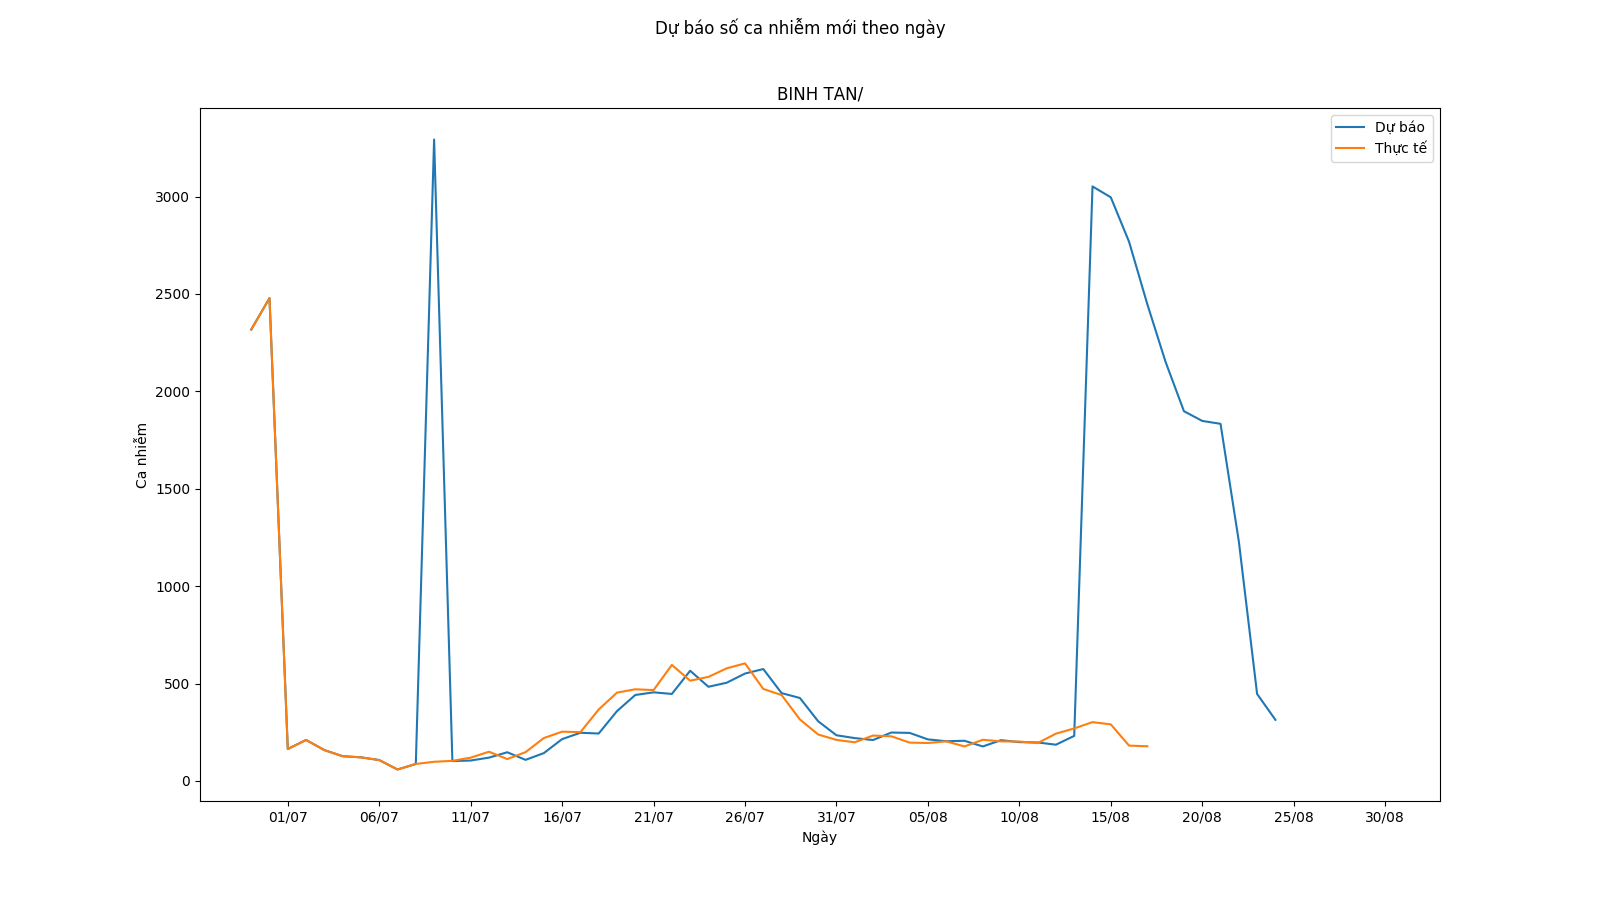 Dự báo số ca nhiễm mới theo ngày
BINH TAN/
Dự báo
Thực tế
Ca nhiễm
3000
2500
2000
1500
1000
500
0
01/07 06/07 11/07 16/07 21/07 26/07 31/07 05/08 10/08 15/08 20/08 25/08 30/08
Ngày